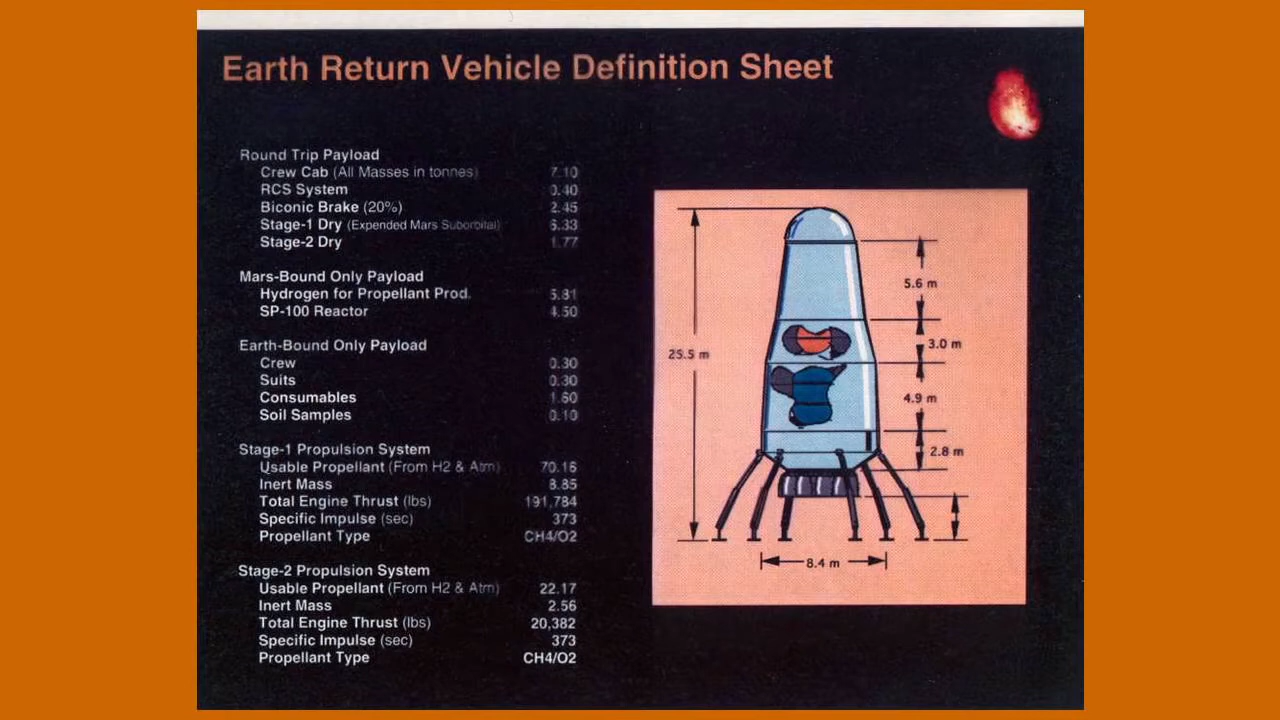 Earth Return Vehicle Definition Sheet
Round Trip Payload
Crew Cab (All Masses in tonnes) 7.10
RCS System 0.40
Biconic Brake (20%) 2.45
Stage-1 Dry (Expended Mars Suborbital) 6.33
Stage-2 Dry 1.77
Mars-Bound Only Payload
Hydrogen for Propellant Prod. 5.81
SP-100 Reactor 4.50
Earth-Bound Only Payload
Crew 0.30
Suits 0.30
Consumables 1.60
Soil Samples 0.10
Stage-1 Propulsion System
Usable Propellant (From H2 & Atm) 70.16
Inert Mass 8.85
Total Engine Thrust (lbs) 191,784
Specific Impulse (sec) 373
Propellant Type CH4/O2
Stage-2 Propulsion System
Usable Propellant (From H2 & Atm) 22.17
Inert Mass 2.56
Total Engine Thrust (lbs) 20,382
Specific Impulse (sec) 373
Propellant Type CH4/O2
5.6 m
3.0 m
25.5 m
4.9 m
2.8 m
8.4 m